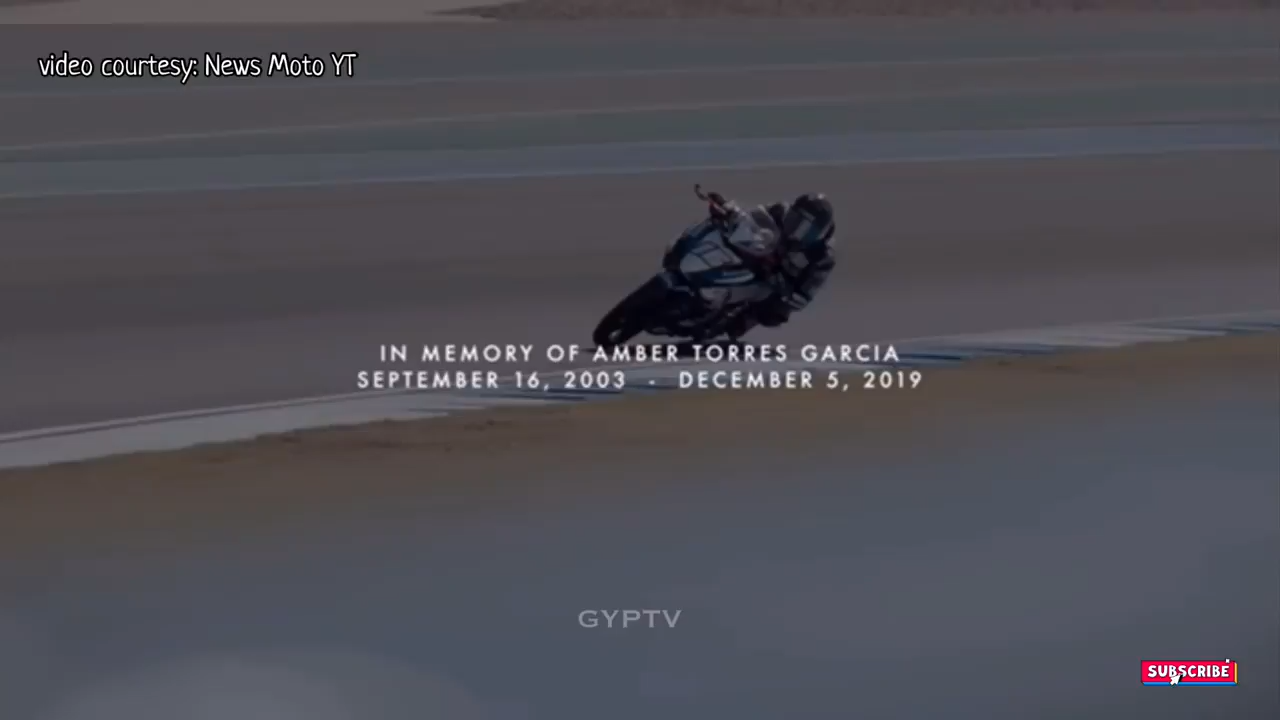 video courtesy: News Moto YT
IN MEMORY OF AMBER TORRES GARCIA
SEPTEMBER 16, 2003 - DECEMBER 5, 2019
GYPTV
SUBSCRIBE